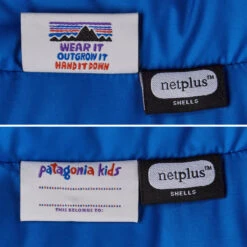 WEAR IT
OUTGROW IT
HAND IT DOWN
netplus™
SHELLS
patagonia kids
THIS BELONGS TO:
netplus™
SHELLS